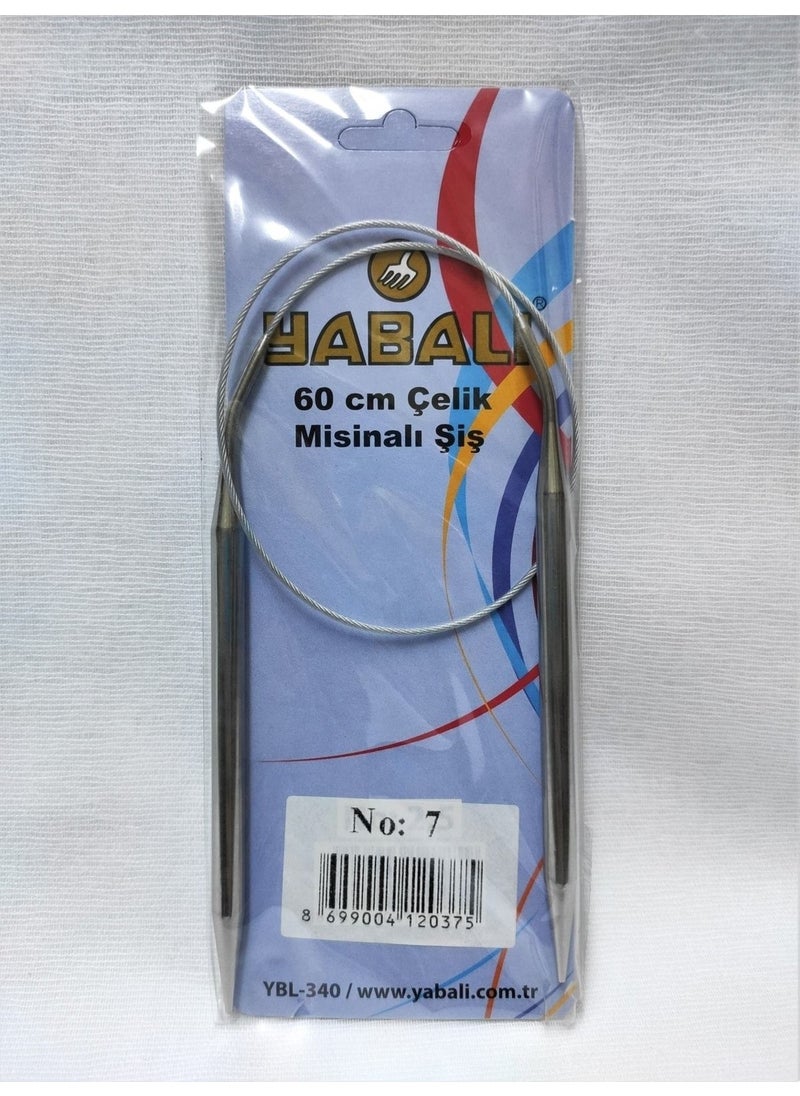 YABALI®
60 cm Çelik
Misinalı Şiş
No: 7
8 699004 120375
YBL-340 / www.yabali.com.tr